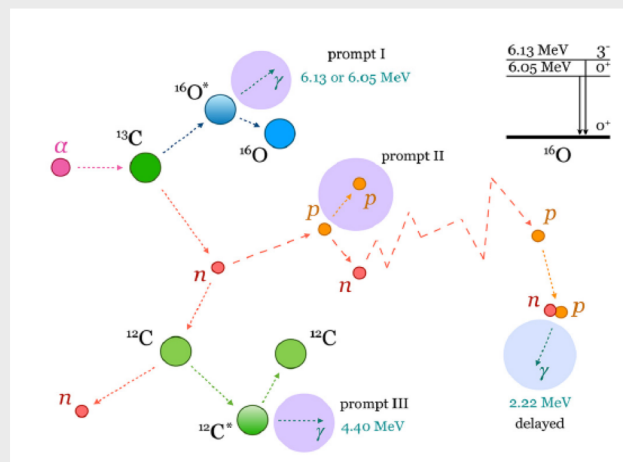 prompt I
6.13 or 6.05 MeV
γ
¹⁶O*
¹⁶O
¹³C
α
6.13 MeV 3⁻
6.05 MeV 0⁺
0⁺
¹⁶O
prompt II
p
p
n
n
p
n p
γ
2.22 MeV
delayed
¹²C
¹²C
n
¹²C*
prompt III
γ 4.40 MeV